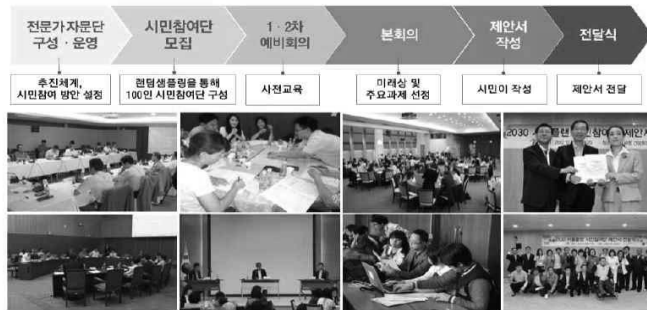 전문가 자문단
구성·운영
시민참여단
모집
1·2차
예비회의
본회의
제안서
작성
전달식
추진체계,
시민참여 방안 설정
랜덤샘플링을 통해
100인 시민참여단 구성
사전교육
미래상 및
주요과제 선정
시민이 작성
제안서 전달
2030
제안서